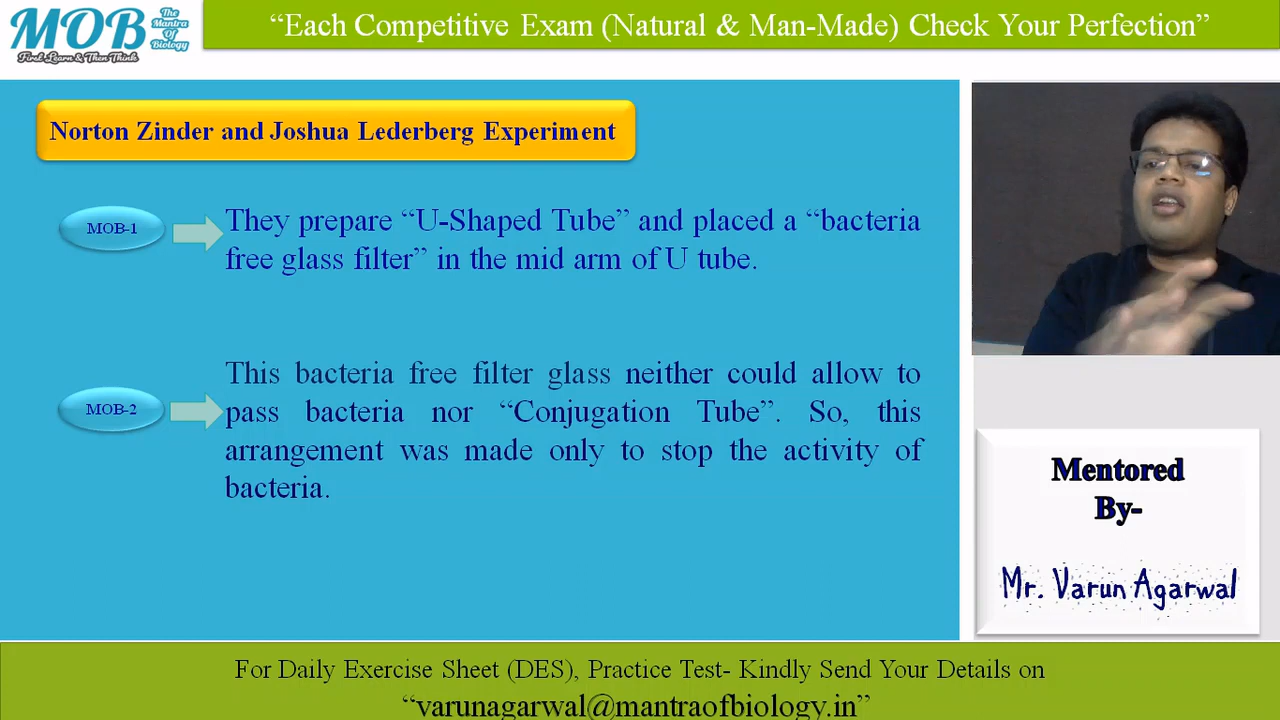 MOB
The
Mantra
Of
Biology
First Learn & Then Think
“Each Competitive Exam (Natural & Man-Made) Check Your Perfection”
Norton Zinder and Joshua Lederberg Experiment
MOB-1
They prepare “U-Shaped Tube” and placed a “bacteria
free glass filter” in the mid arm of U tube.
MOB-2
This bacteria free filter glass neither could allow to
pass bacteria nor “Conjugation Tube”. So, this
arrangement was made only to stop the activity of
bacteria.
Mentored
By-
Mr. Varun Agarwal
For Daily Exercise Sheet (DES), Practice Test- Kindly Send Your Details on
“varunagarwal@mantraofbiology.in”